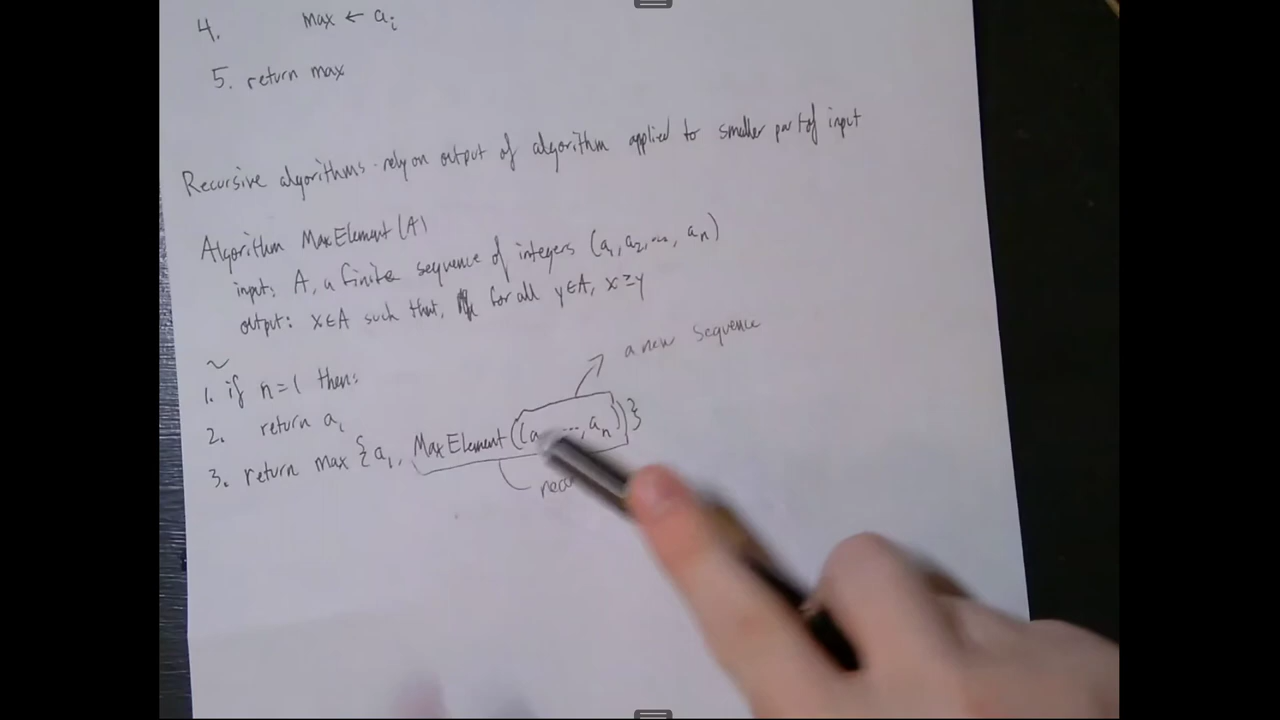 4. max ← aᵢ
5. return max
Recursive algorithms - rely on output of algorithm applied to smaller part of input
Algorithm MaxElement(A)
input: A, a finite sequence of integers (a₁, a₂, ..., aₙ)
output: x∈A such that, for all y∈A, x≥y
a new sequence
~
1. if n=1 then:
2. return a₁
3. return max {a₁, MaxElement((a ..., aₙ))}